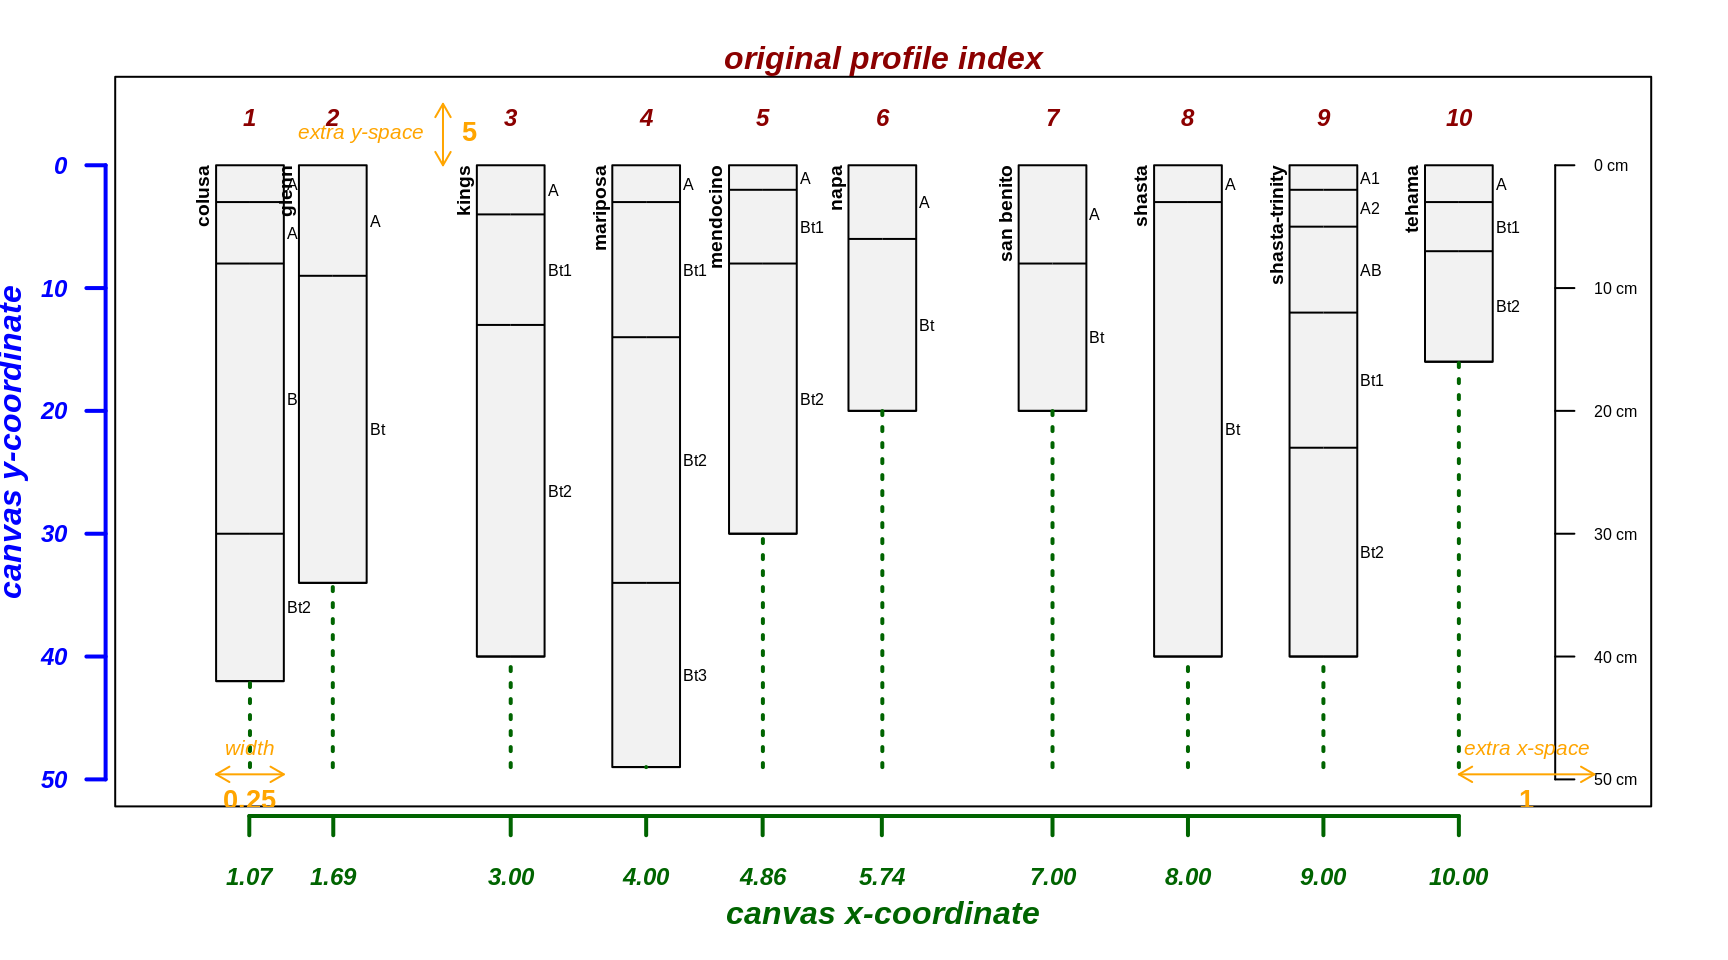 original profile index
1 2 3 4 5 6 7 8 9 10
extra y-space 5
canvas y-coordinate
0
10
20
30
40
50
colusa
A
A
B
Bt2
glenn
A
Bt
kings
A
Bt1
Bt2
mariposa
A
Bt1
Bt2
Bt3
mendocino
A
Bt1
Bt2
napa
A
Bt
san benito
A
Bt
shasta
A
Bt
shasta-trinity
A1
A2
AB
Bt1
Bt2
tehama
A
Bt1
Bt2
0 cm
10 cm
20 cm
30 cm
40 cm
50 cm
width
0.25
extra x-space
1
1.07 1.69 3.00 4.00 4.86 5.74 7.00 8.00 9.00 10.00
canvas x-coordinate